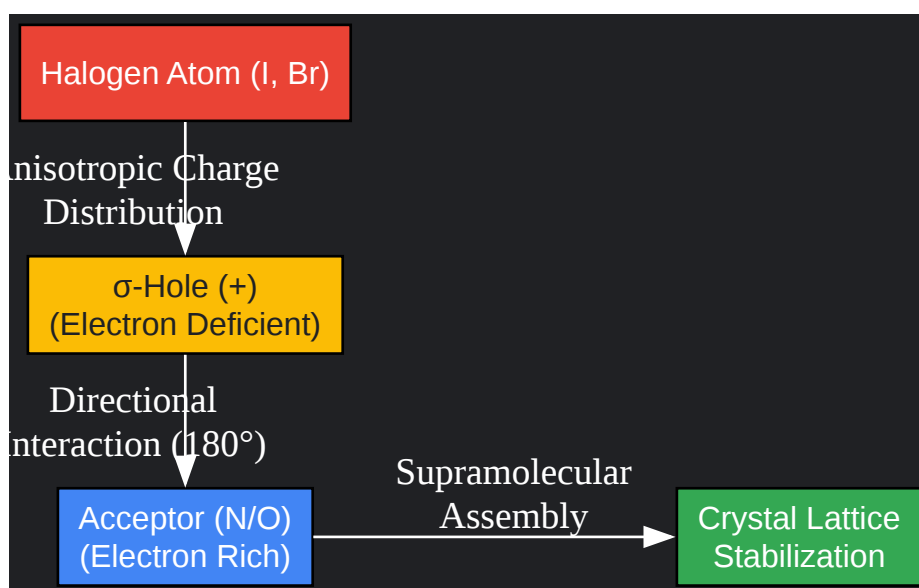 Halogen Atom (I, Br)
nisotropic Charge
Distribution
σ-Hole (+)
(Electron Deficient)
Directional
nteraction (180°)
Supramolecular
Assembly
Acceptor (N/O)
(Electron Rich)
Crystal Lattice
Stabilization